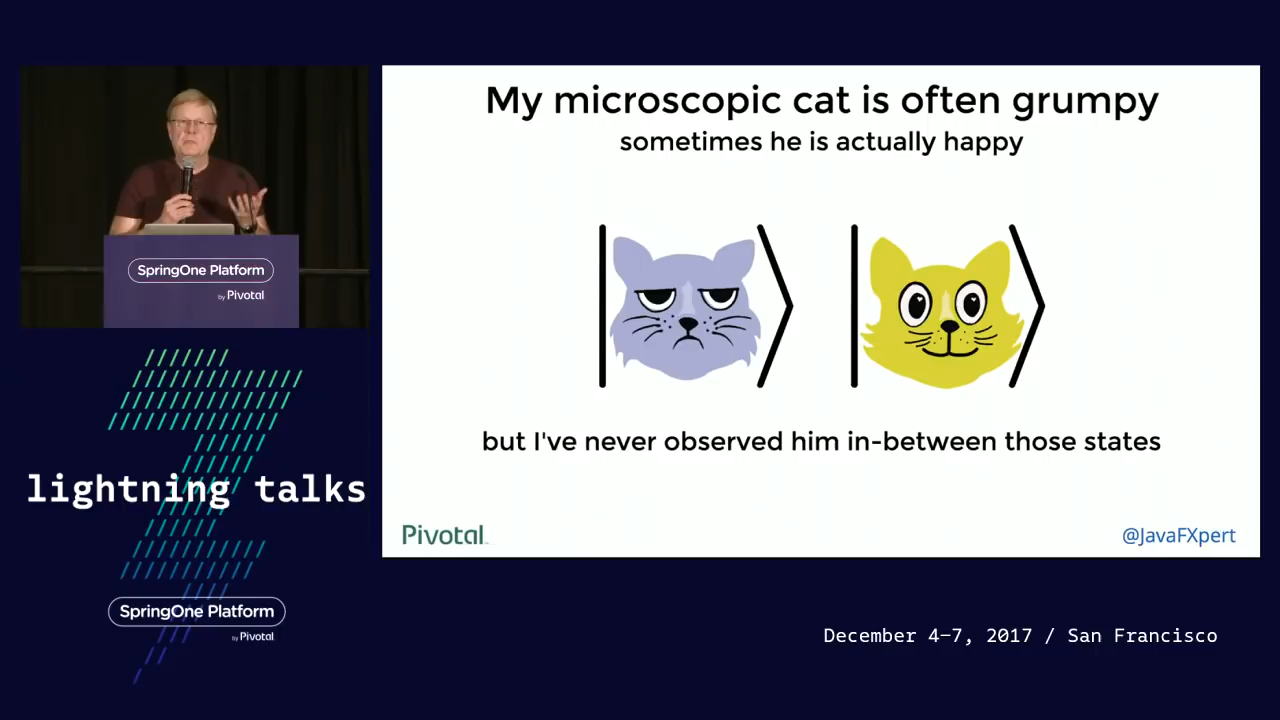 My microscopic cat is often grumpy
sometimes he is actually happy
but I've never observed him in-between those states
Pivotal
@JavaFXpert
SpringOne Platform
by Pivotal
lightning talks
SpringOne Platform
by Pivotal
December 4–7, 2017 / San Francisco